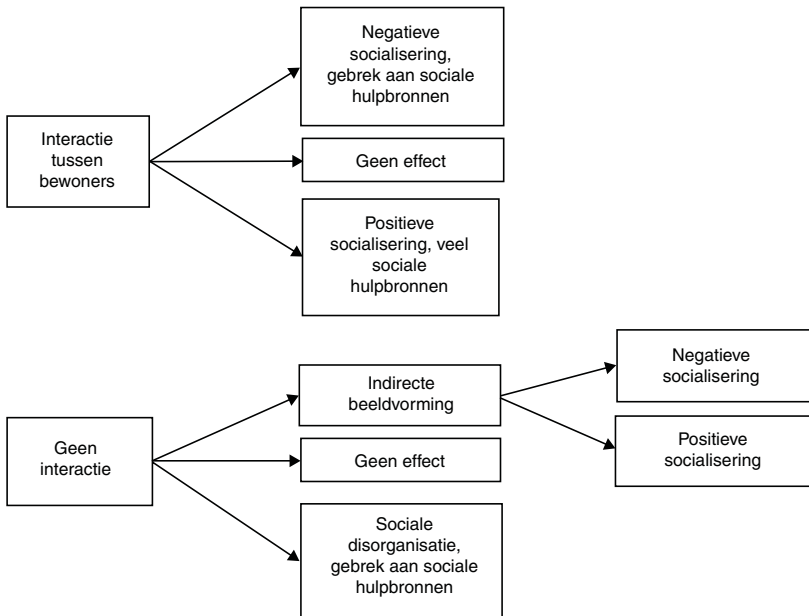 Negatieve
socialisering,
gebrek aan sociale
hulpbronnen
Interactie
tussen
bewoners
Geen effect
Positieve
socialisering, veel
sociale
hulpbronnen
Geen
interactie
Indirecte
beeldvorming
Negatieve
socialisering
Positieve
socialisering
Geen effect
Sociale
disorganisatie,
gebrek aan sociale
hulpbronnen